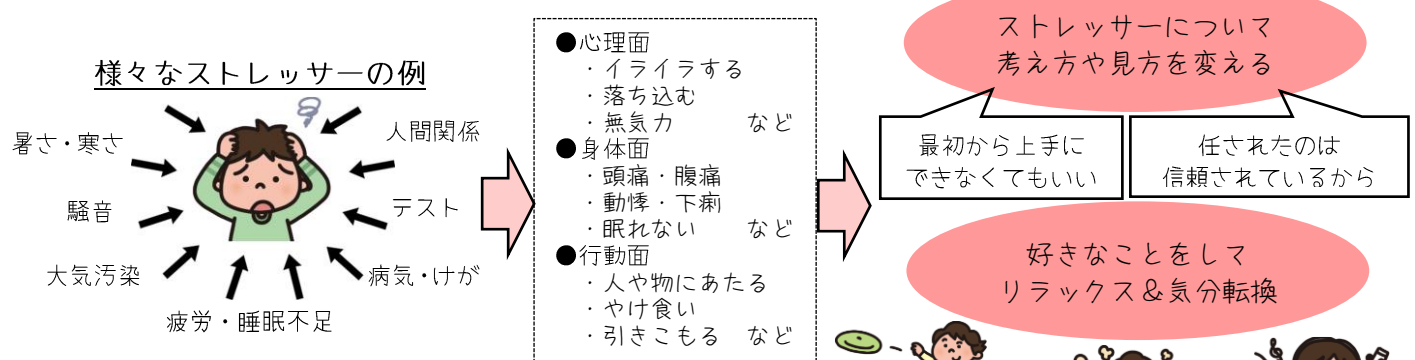 様々なストレッサーの例
暑さ・寒さ
人間関係
騒音
テスト
大気汚染
病気・けが
疲労・睡眠不足
●心理面
・イライラする
・落ち込む
・無気力　　など
●身体面
・頭痛・腹痛
・動悸・下痢
・眠れない　　など
●行動面
・人や物にあたる
・やけ食い
・引きこもる　など
ストレッサーについて
考え方や見方を変える
最初から上手に
できなくてもいい
任されたのは
信頼されているから
好きなことをして
リラックス＆気分転換